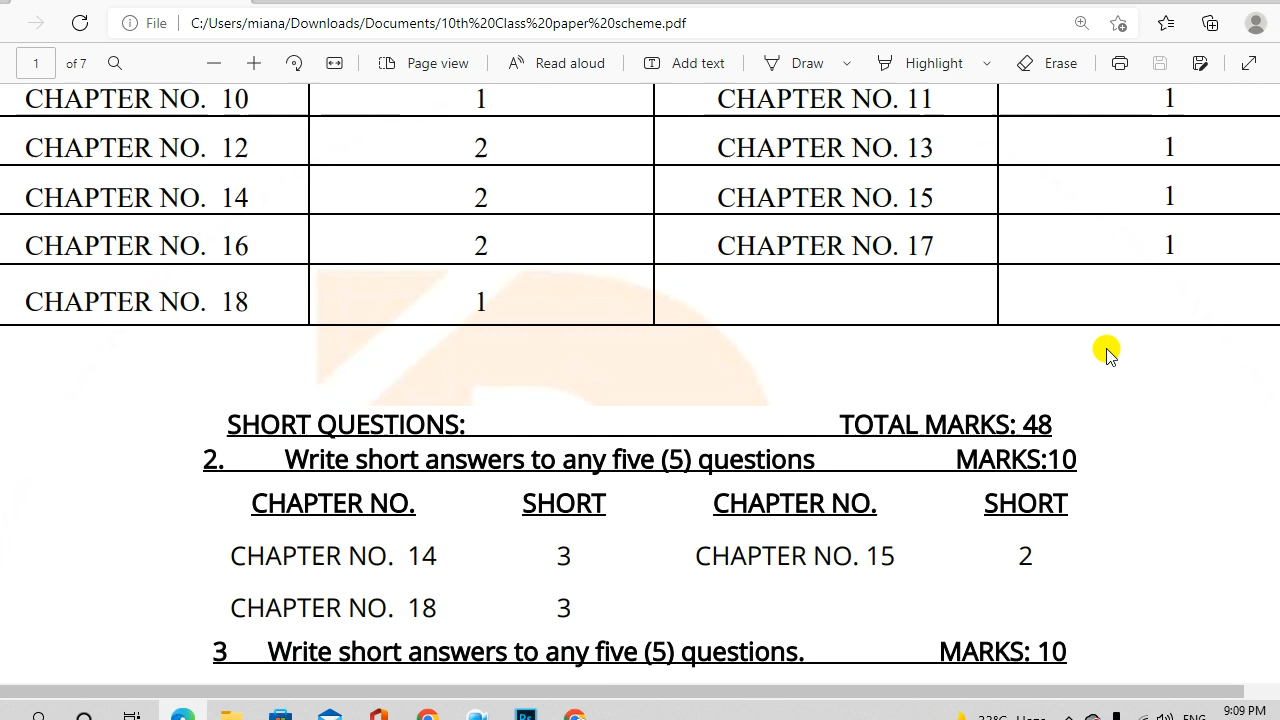 File C:/Users/miana/Downloads/Documents/10th%20Class%20paper%20scheme.pdf
1 of 7 Page view Read aloud Add text Draw Highlight Erase
CHAPTER NO. 10 1 CHAPTER NO. 11 1
CHAPTER NO. 12 2 CHAPTER NO. 13 1
CHAPTER NO. 14 2 CHAPTER NO. 15 1
CHAPTER NO. 16 2 CHAPTER NO. 17 1
CHAPTER NO. 18 1
SHORT QUESTIONS: TOTAL MARKS: 48
2. Write short answers to any five (5) questions MARKS:10
CHAPTER NO. SHORT CHAPTER NO. SHORT
CHAPTER NO. 14 3 CHAPTER NO. 15 2
CHAPTER NO. 18 3
3 Write short answers to any five (5) questions. MARKS: 10
9:09 PM